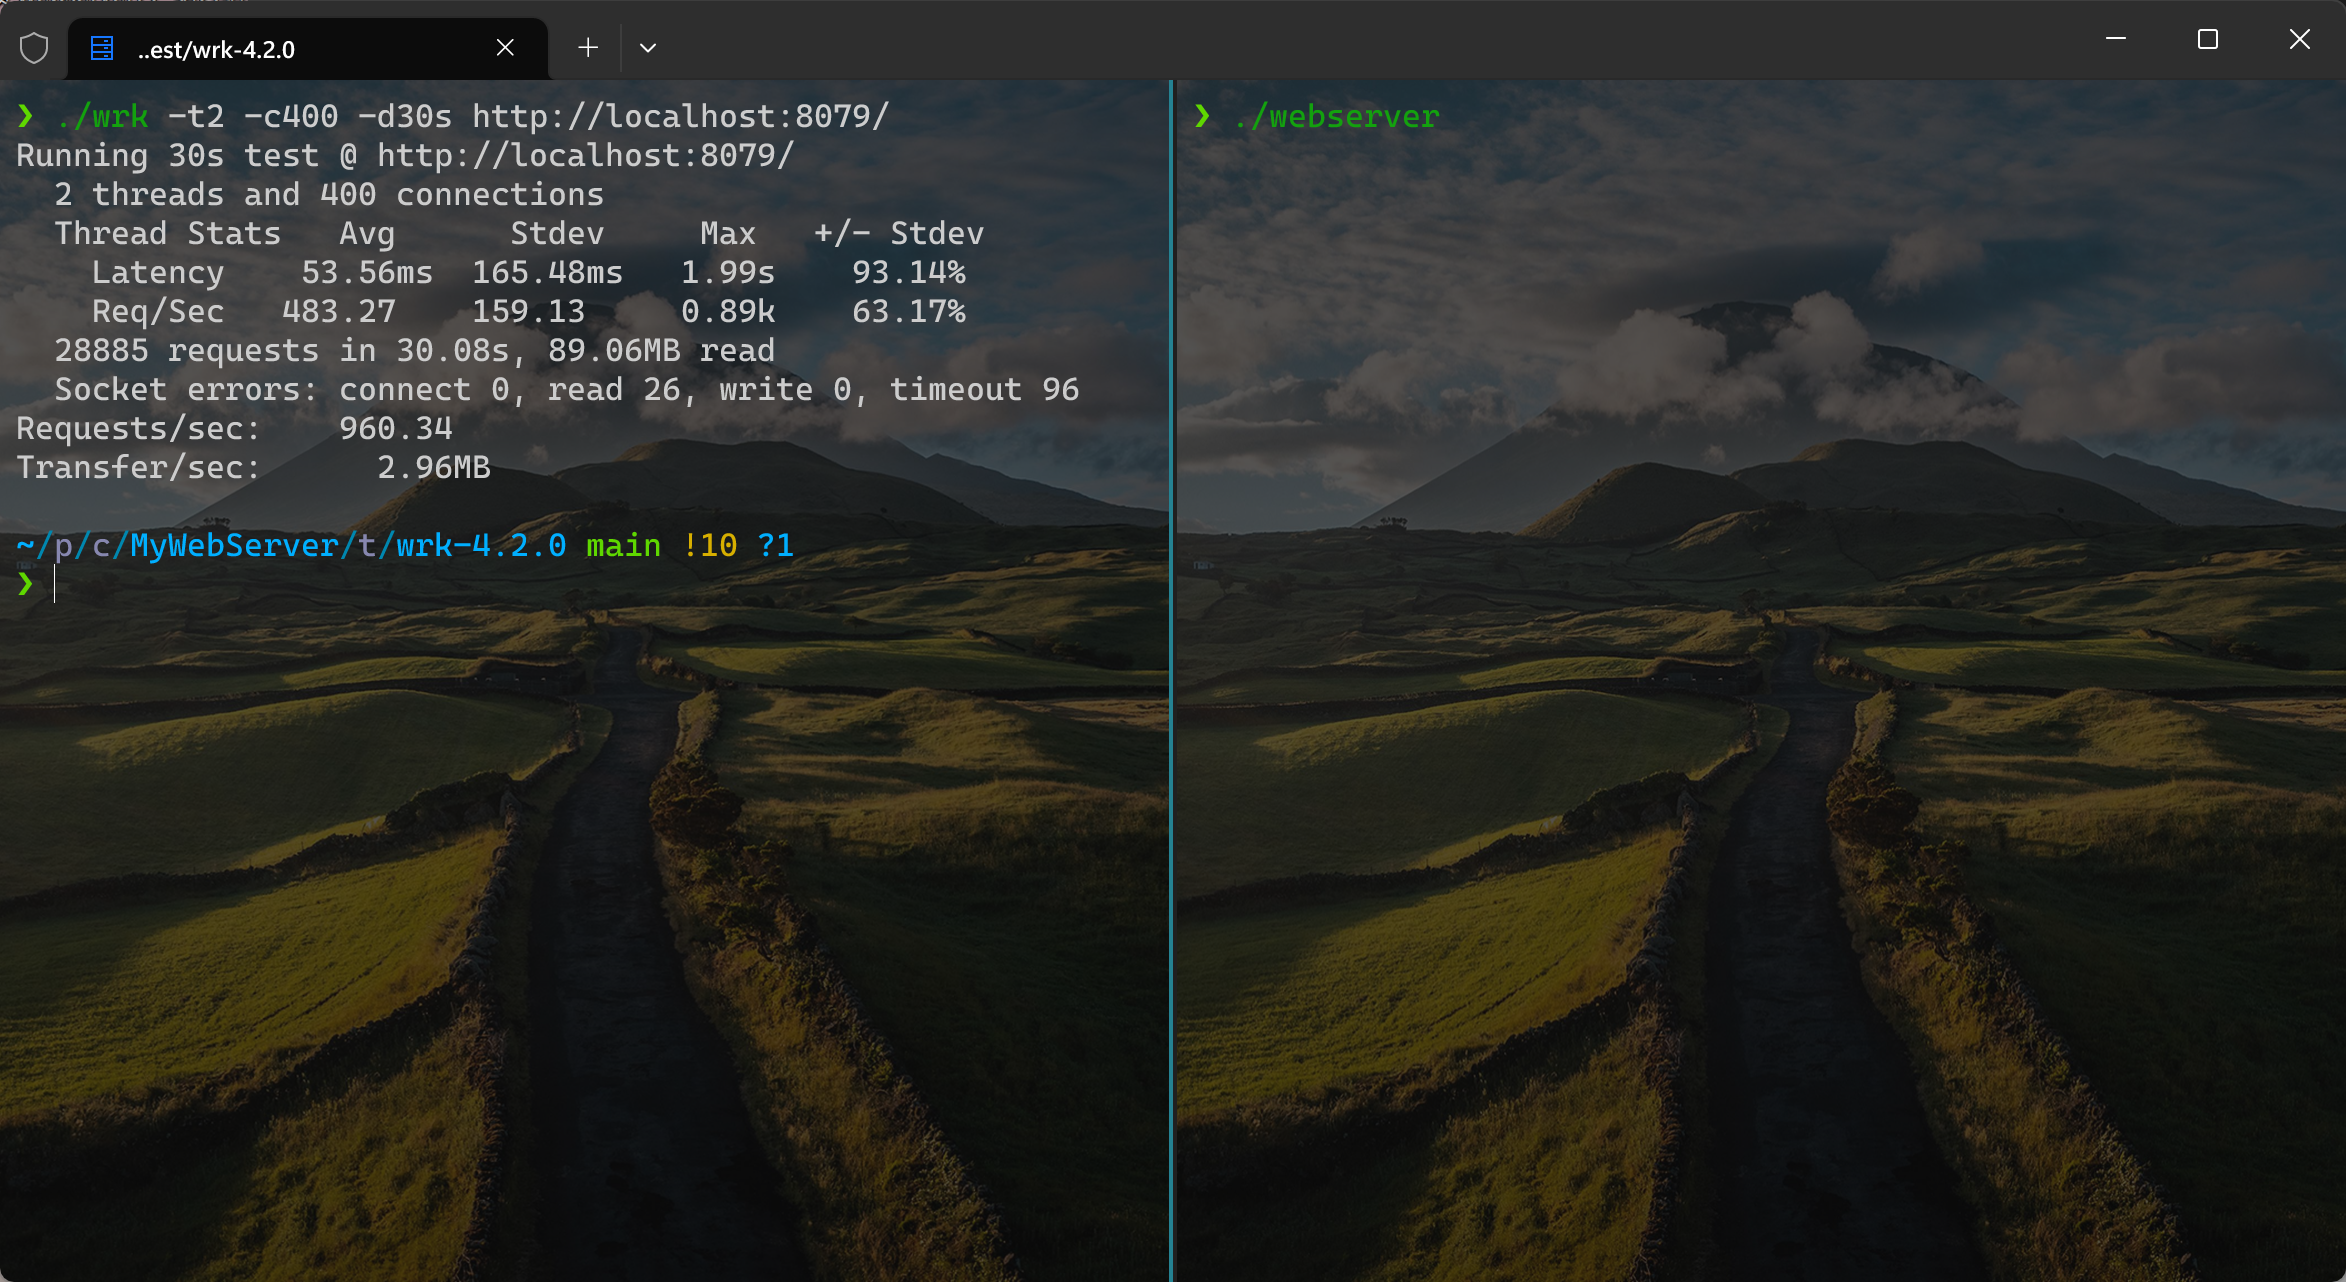 ..est/wrk-4.2.0
❯ ./wrk -t2 -c400 -d30s http://localhost:8079/
Running 30s test @ http://localhost:8079/
  2 threads and 400 connections
  Thread Stats   Avg      Stdev     Max   +/- Stdev
    Latency    53.56ms  165.48ms   1.99s    93.14%
    Req/Sec   483.27    159.13     0.89k    63.17%
  28885 requests in 30.08s, 89.06MB read
  Socket errors: connect 0, read 26, write 0, timeout 96
Requests/sec:    960.34
Transfer/sec:      2.96MB
~/p/c/MyWebServer/t/wrk-4.2.0 main !10 ?1
❯
❯ ./webserver